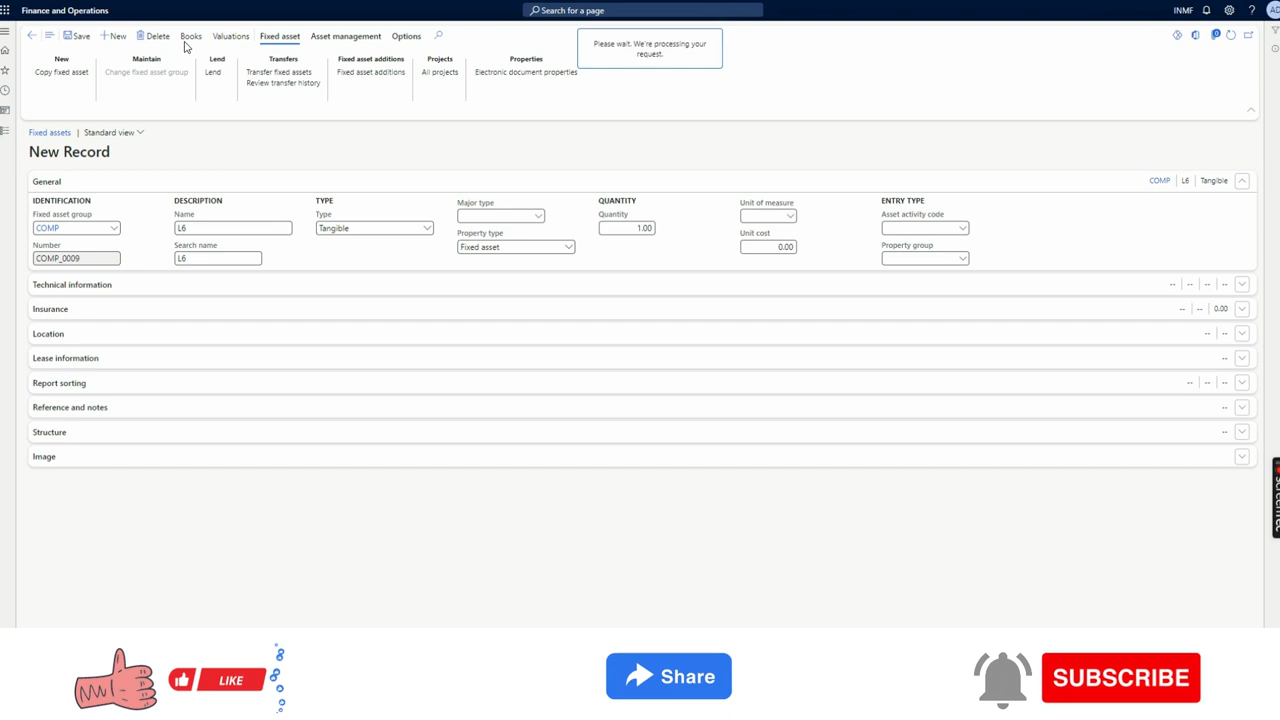 Finance and Operations
Search for a page
INMF
?
Save
New
Delete
Books
Valuations
Fixed asset
Asset management
Options
Please wait. We're processing your
request.
New
Maintain
Lend
Transfers
Fixed asset additions
Projects
Properties
Copy fixed asset
Change fixed asset group
Lend
Transfer fixed assets
Fixed asset additions
All projects
Electronic document properties
Review transfer history
Fixed assets | Standard view
New Record
General
COMP | L6 | Tangible
IDENTIFICATION
DESCRIPTION
TYPE
Major type
QUANTITY
Unit of measure
ENTRY TYPE
Fixed asset group
Name
Type
Quantity
Asset activity code
COMP
L6
Tangible
1.00
Number
Search name
Property type
Unit cost
Property group
COMP_0009
L6
Fixed asset
0.00
Technical information
-- | -- | -- | --
Insurance
-- | -- | 0.00
Location
-- | --
Lease information
--
Report sorting
-- | -- | --
Reference and notes
--
Structure
--
Image
LIKE
Share
SUBSCRIBE